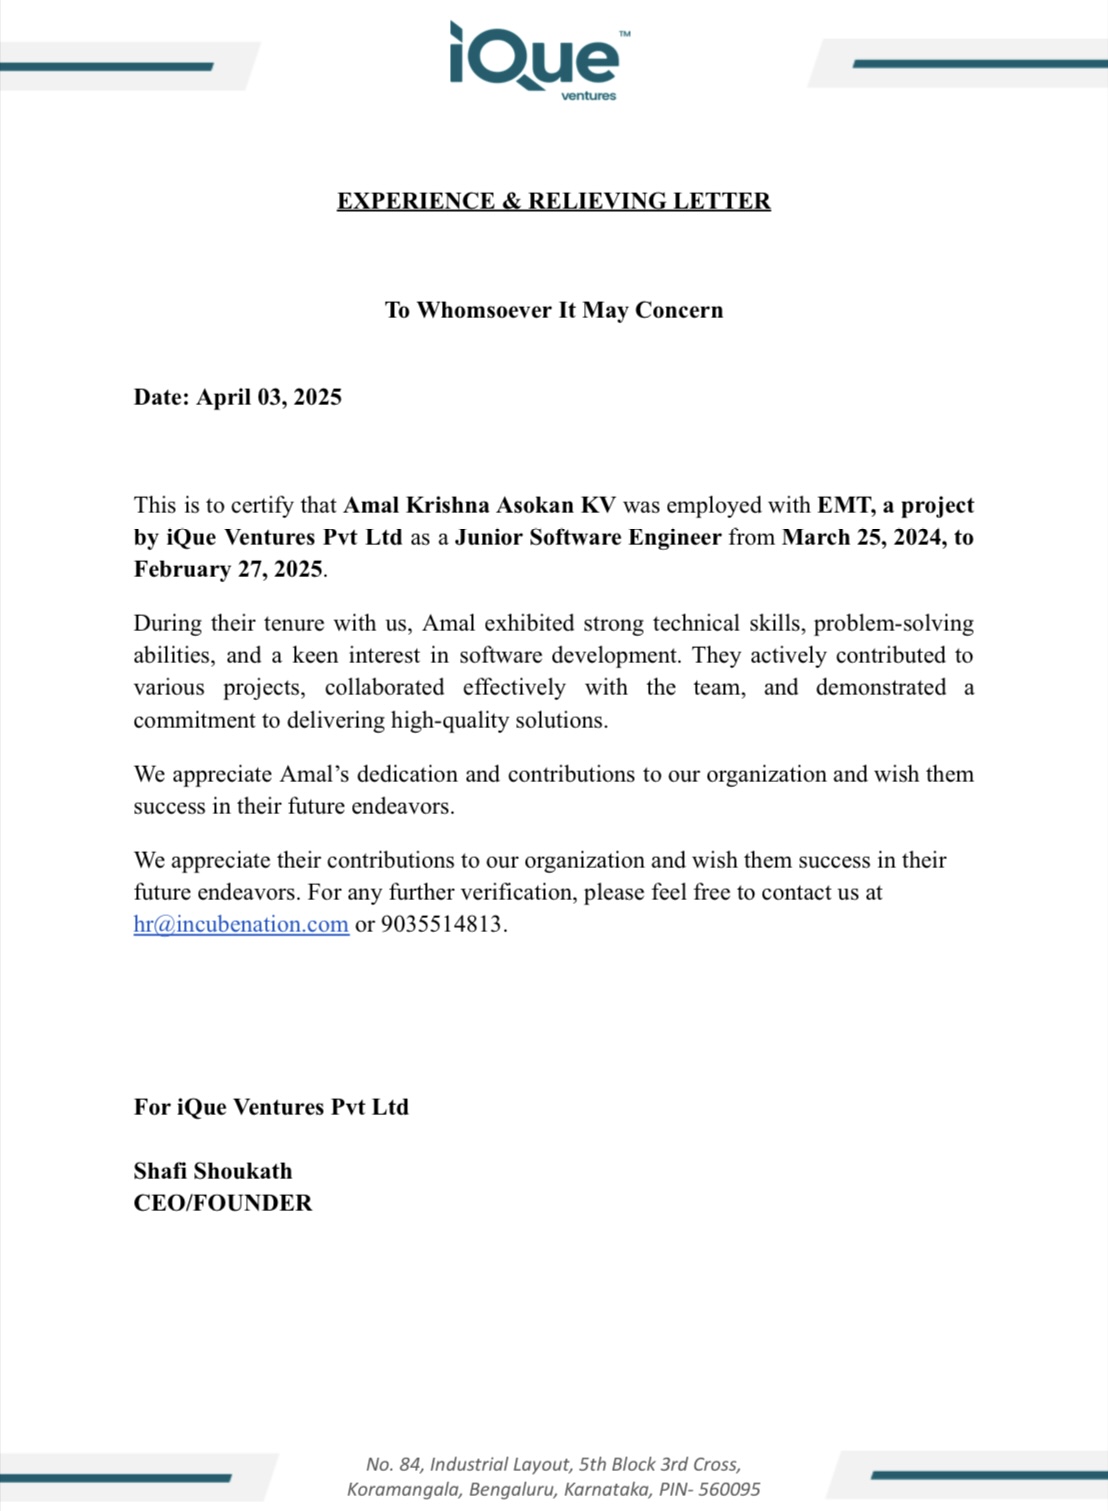 iQue™
ventures
EXPERIENCE & RELIEVING LETTER
To Whomsoever It May Concern
Date: April 03, 2025
This is to certify that Amal Krishna Asokan KV was employed with EMT, a project
by iQue Ventures Pvt Ltd as a Junior Software Engineer from March 25, 2024, to
February 27, 2025.
During their tenure with us, Amal exhibited strong technical skills, problem-solving
abilities, and a keen interest in software development. They actively contributed to
various projects, collaborated effectively with the team, and demonstrated a
commitment to delivering high-quality solutions.
We appreciate Amal’s dedication and contributions to our organization and wish them
success in their future endeavors.
We appreciate their contributions to our organization and wish them success in their
future endeavors. For any further verification, please feel free to contact us at
hr@incubenation.com or 9035514813.
For iQue Ventures Pvt Ltd
Shafi Shoukath
CEO/FOUNDER
No. 84, Industrial Layout, 5th Block 3rd Cross,
Koramangala, Bengaluru, Karnataka, PIN- 560095